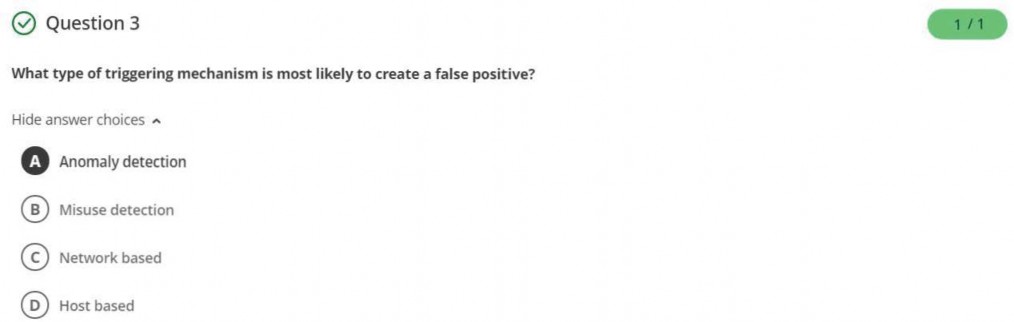 Question 3
1 / 1
What type of triggering mechanism is most likely to create a false positive?
Hide answer choices
A Anomaly detection
B Misuse detection
C Network based
D Host based